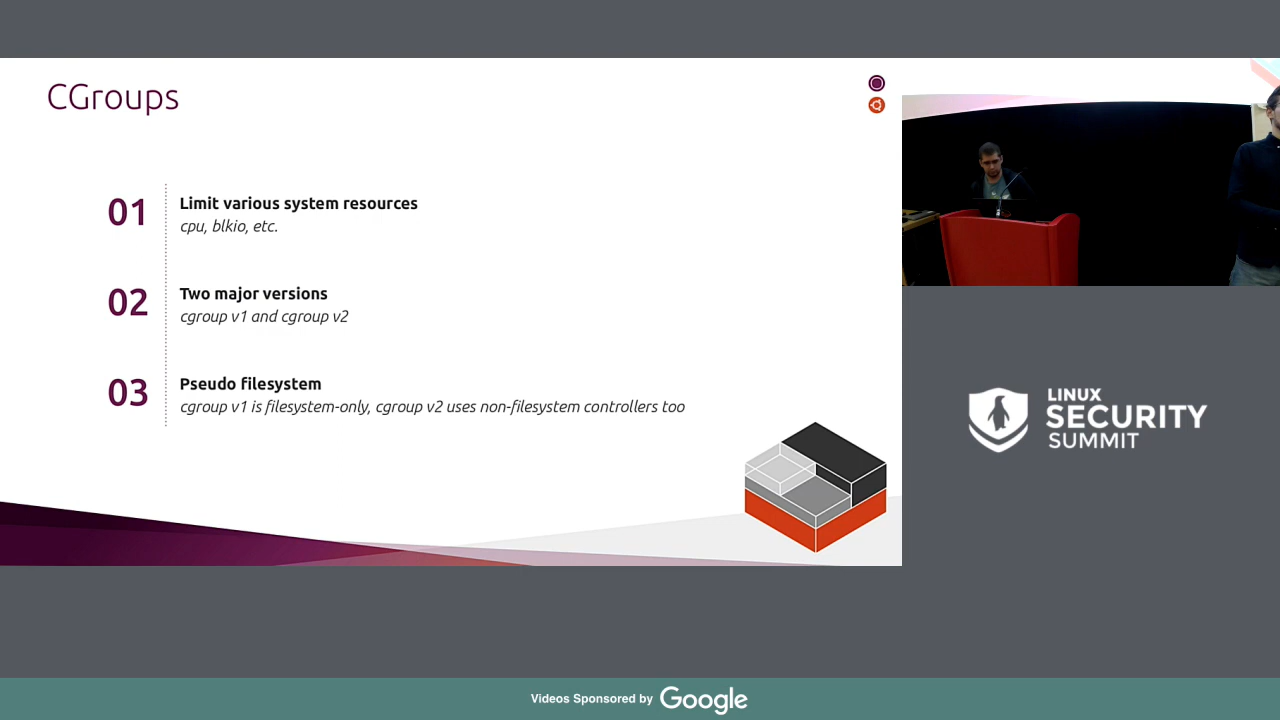 CGroups
01
Limit various system resources
cpu, blkio, etc.
02
Two major versions
cgroup v1 and cgroup v2
03
Pseudo filesystem
cgroup v1 is filesystem-only, cgroup v2 uses non-filesystem controllers too
LINUX
SECURITY
SUMMIT
Videos Sponsored by Google